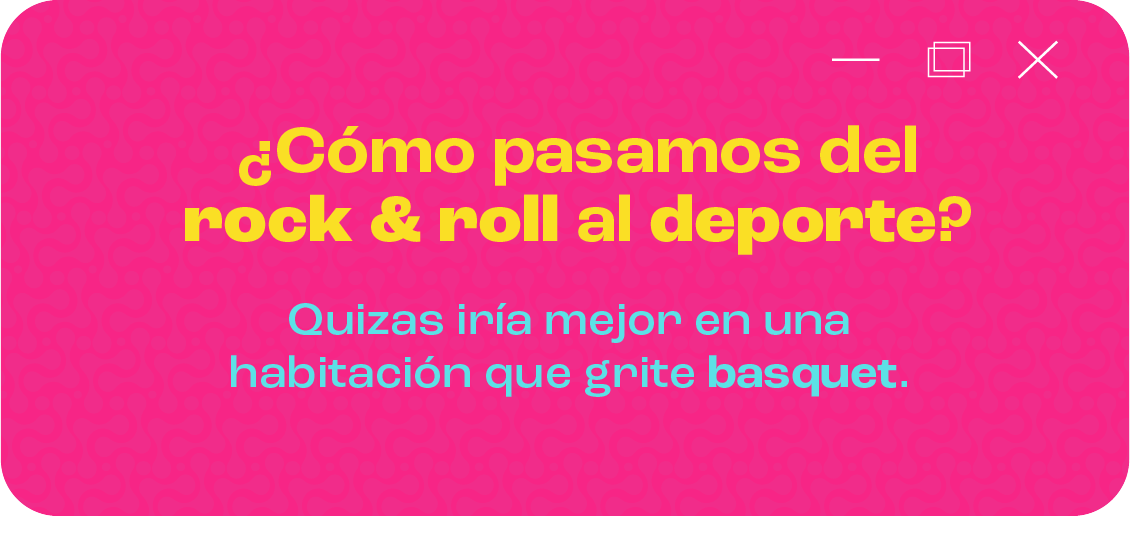 ¿Cómo pasamos del
rock & roll al deporte?
Quizas iría mejor en una
habitación que grite basquet.